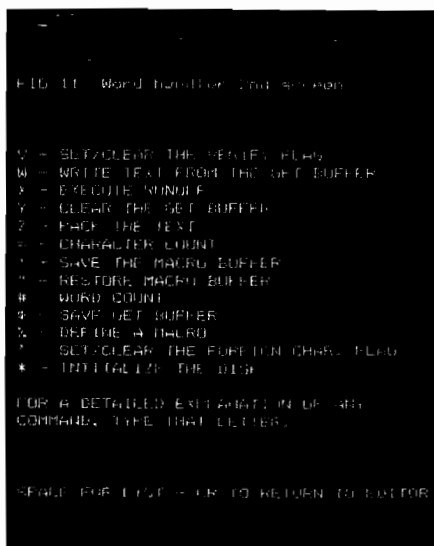 FIG 11 Word handler 2nd screen
V - SET/CLEAR THE VERIFY FLAG
W - WRITE TEXT FROM THE GET BUFFER
X - EXECUTE
Y - CLEAR THE GET BUFFER
Z - PACK THE TEXT
= - CHARACTER COUNT
! - SAVE THE MACRO BUFFER
" - RESTORE MACRO BUFFER
# WORD COUNT
- SAVE GET BUFFER
% - DEFINE A MACRO
SET/CLEAR THE FOREIGN CHAR. FLAG
* - INTITALIZE THE DISK
FOR A DETAILED EXPLANATION OF ANY
COMMAND, TYPE THAT LETTER.
SPACE FOR LIST - CR TO RETURN TO EDITOR